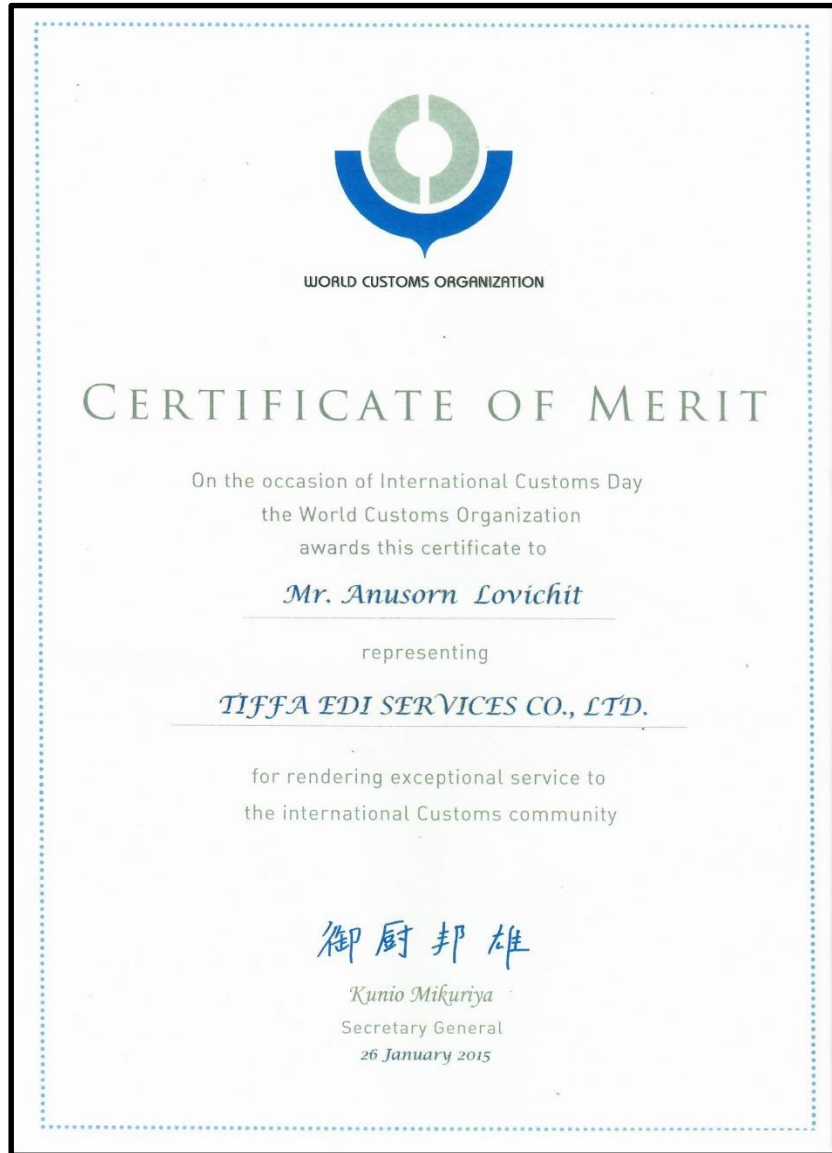 WORLD CUSTOMS ORGANIZATION
CERTIFICATE OF MERIT
On the occasion of International Customs Day
the World Customs Organization
awards this certificate to
Mr. Anusorn Lovichit
representing
TIFFA EDI SERVICES CO., LTD.
for rendering exceptional service to
the international Customs community
御厨邦雄
Kunio Mikuriya
Secretary General
26 January 2015